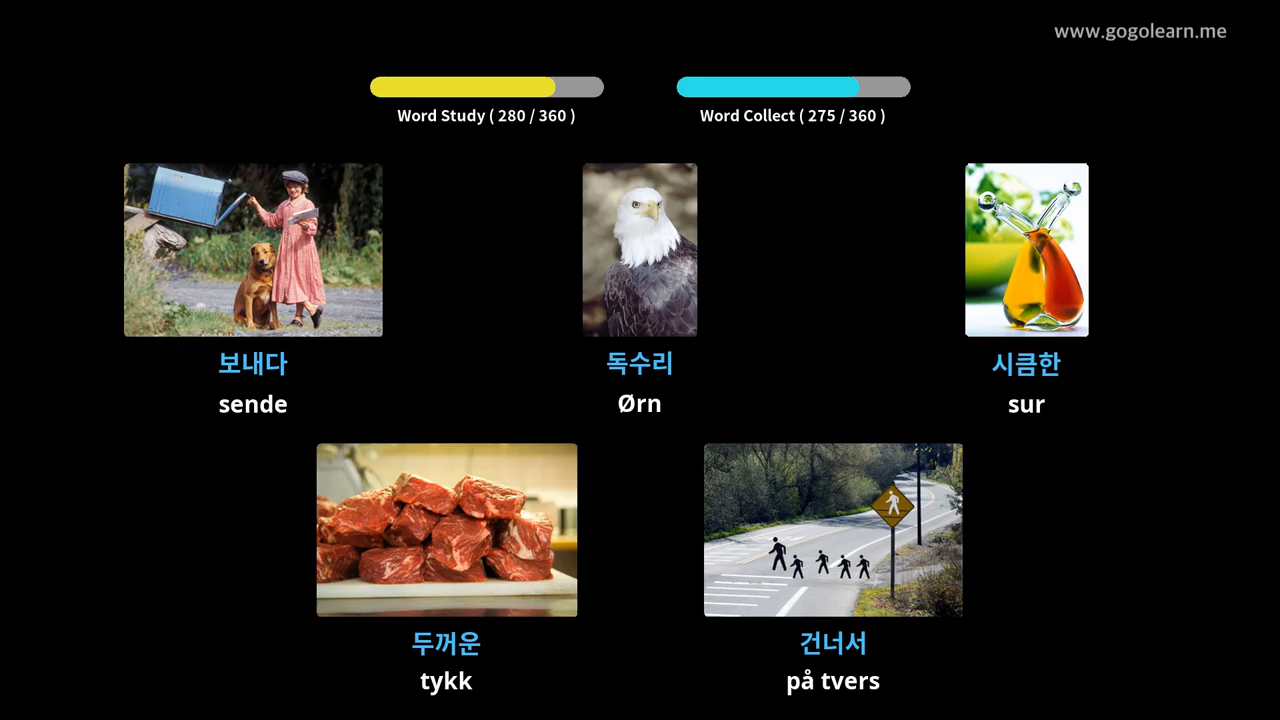 www.gogolearn.me
Word Study ( 280 / 360 )
Word Collect ( 275 / 360 )
보내다
독수리
시큼한
sende
Ørn
sur
두꺼운
건너서
tykk
på tvers